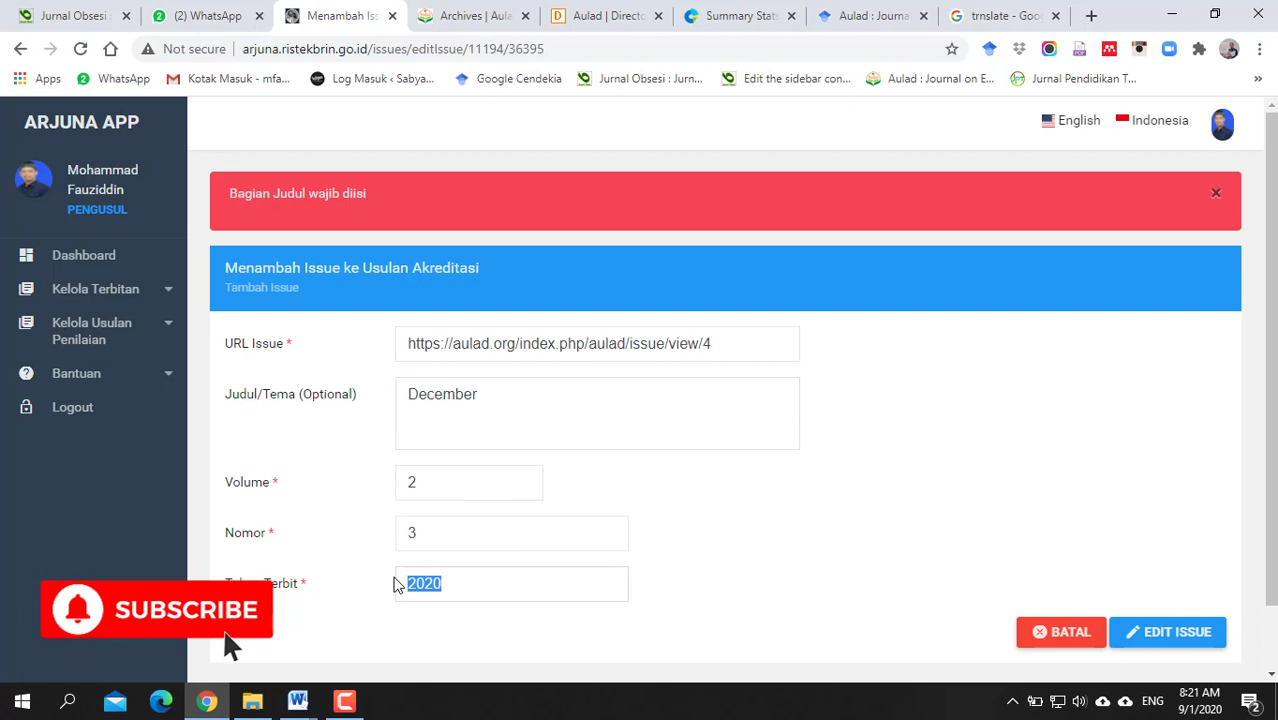 Jurnal Obsesi :
(2) WhatsApp
Menambah Iss
Archives | Aula
Aulad | Direct
Summary Stat
Aulad : Journal
trnslate - Goo
Not secure
arjuna.ristekbrin.go.id/issues/editIssue/11194/36395
Apps
WhatsApp
Kotak Masuk - mfa...
Log Masuk ‹ Sabya...
Google Cendekia
Jurnal Obsesi : Jurn...
Edit the sidebar con...
Aulad : Journal on E...
Jurnal Pendidikan T...
»
ARJUNA APP
English
Indonesia
Mohammad
Fauziddin
PENGUSUL
Bagian Judul wajib diisi
Dashboard
Kelola Terbitan
Kelola Usulan
Penilaian
Bantuan
Logout
Menambah Issue ke Usulan Akreditasi
Tambah Issue
URL Issue *
https://aulad.org/index.php/aulad/issue/view/4
Judul/Tema (Optional)
December
Volume *
2
Nomor *
3
Terbit *
2020
SUBSCRIBE
BATAL
EDIT ISSUE
ENG
8:21 AM
9/1/2020
2